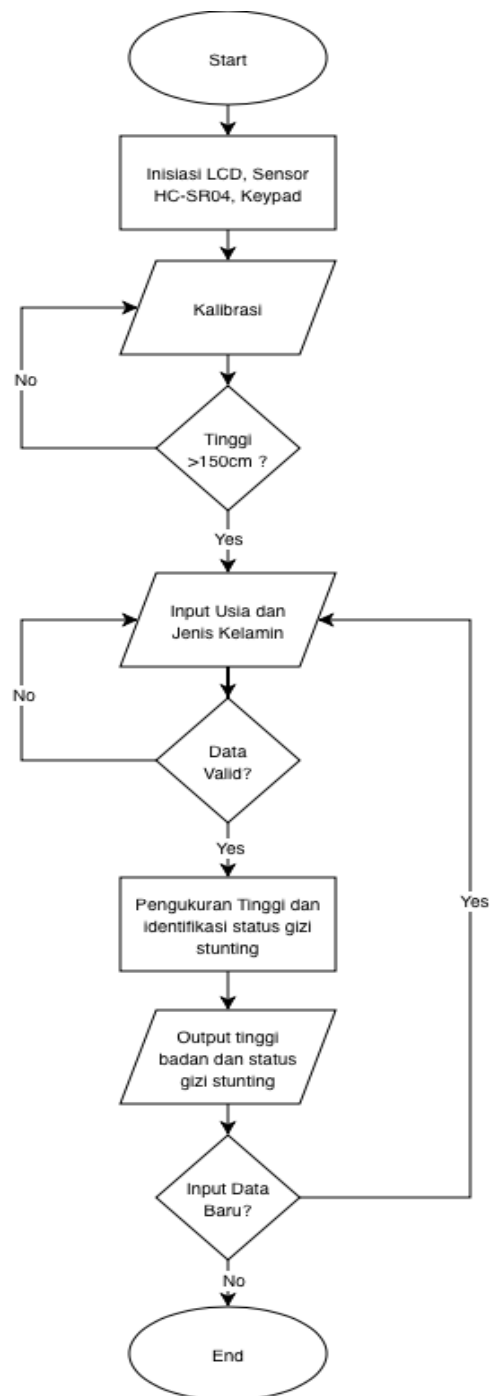 Start
Inisiasi LCD, Sensor
HC-SR04, Keypad
Kalibrasi
No
Tinggi
>150cm ?
Yes
Input Usia dan
Jenis Kelamin
No
Data
Valid?
Yes
Pengukuran Tinggi dan
identifikasi status gizi
stunting
Yes
Output tinggi
badan dan status
gizi stunting
Input Data
Baru?
No
End